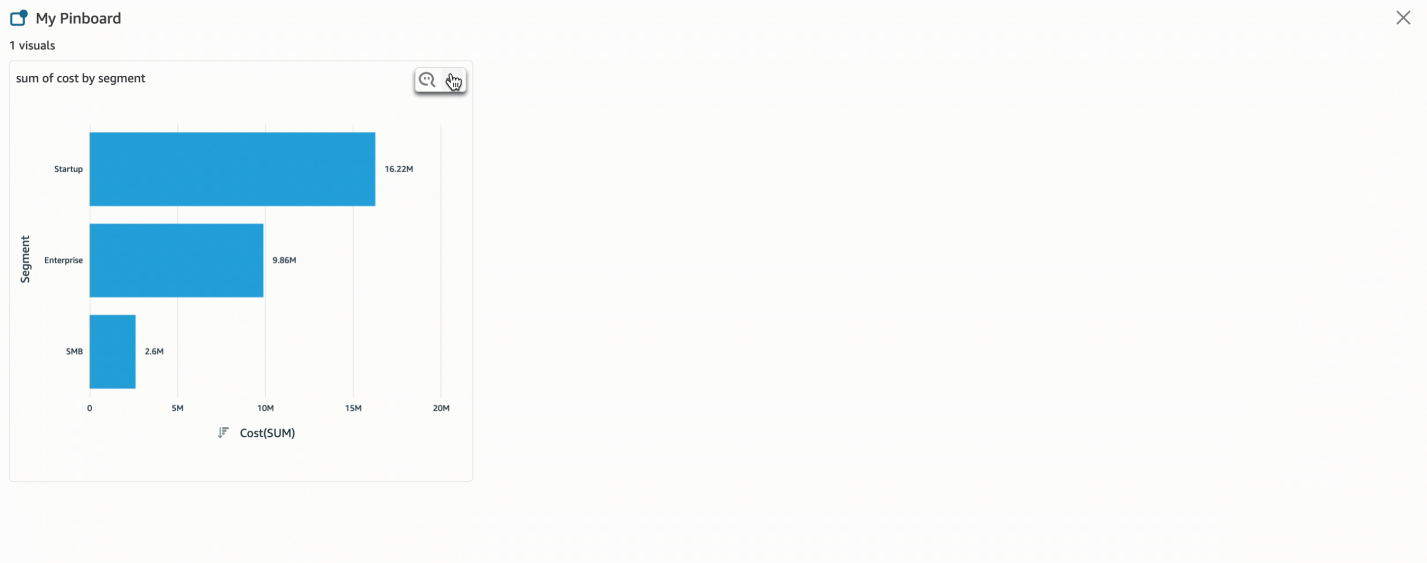 My Pinboard
1 visuals
sum of cost by segment
Segment
Startup
16.22M
Enterprise
9.86M
SMB
2.6M
0 5M 10M 15M 20M
Cost(SUM)